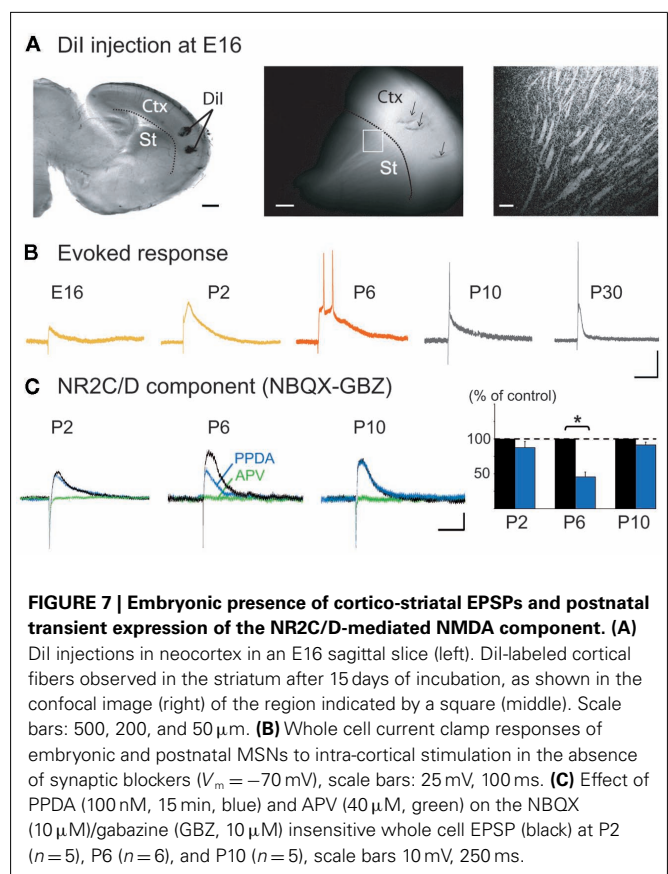 A DiI injection at E16
Ctx
DiI
St
Ctx
St
B Evoked response
E16
P2
P6
P10
P30
C NR2C/D component (NBQX-GBZ)
P2
P6
P10
PPDA
APV
(% of control)
*
100
50
P2
P6
P10
FIGURE 7 | Embryonic presence of cortico-striatal EPSPs and postnatal
transient expression of the NR2C/D-mediated NMDA component. (A)
DiI injections in neocortex in an E16 sagittal slice (left). DiI-labeled cortical
fibers observed in the striatum after 15 days of incubation, as shown in the
confocal image (right) of the region indicated by a square (middle). Scale
bars: 500, 200, and 50 μm. (B) Whole cell current clamp responses of
embryonic and postnatal MSNs to intra-cortical stimulation in the absence
of synaptic blockers (Vm = −70 mV), scale bars: 25 mV, 100 ms. (C) Effect of
PPDA (100 nM, 15 min, blue) and APV (40 μM, green) on the NBQX
(10 μM)/gabazine (GBZ, 10 μM) insensitive whole cell EPSP (black) at P2
(n = 5), P6 (n = 6), and P10 (n = 5), scale bars 10 mV, 250 ms.